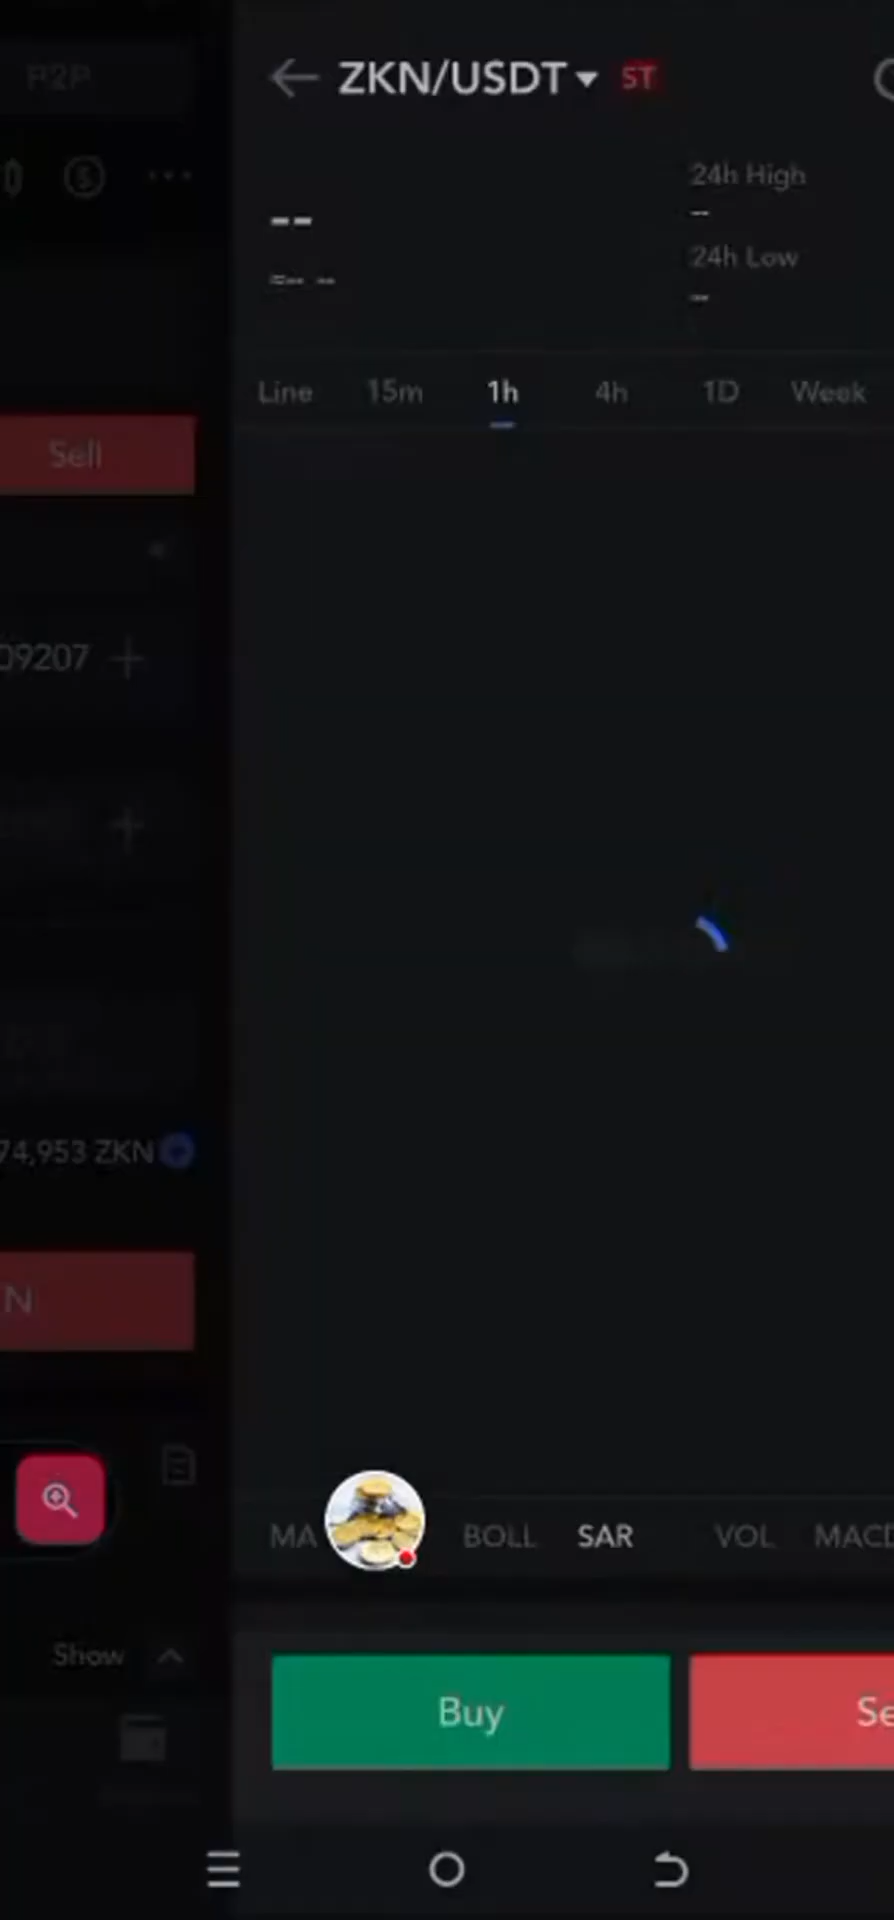 P2P
ZKN/USDT ST
24h High
--
--
24h Low
≈-- --
--
Line 15m 1h 4h 1D Week
Sell
09207 +
+
74,953 ZKN
N
MA BOLL SAR VOL MACD
Show
Buy
Se